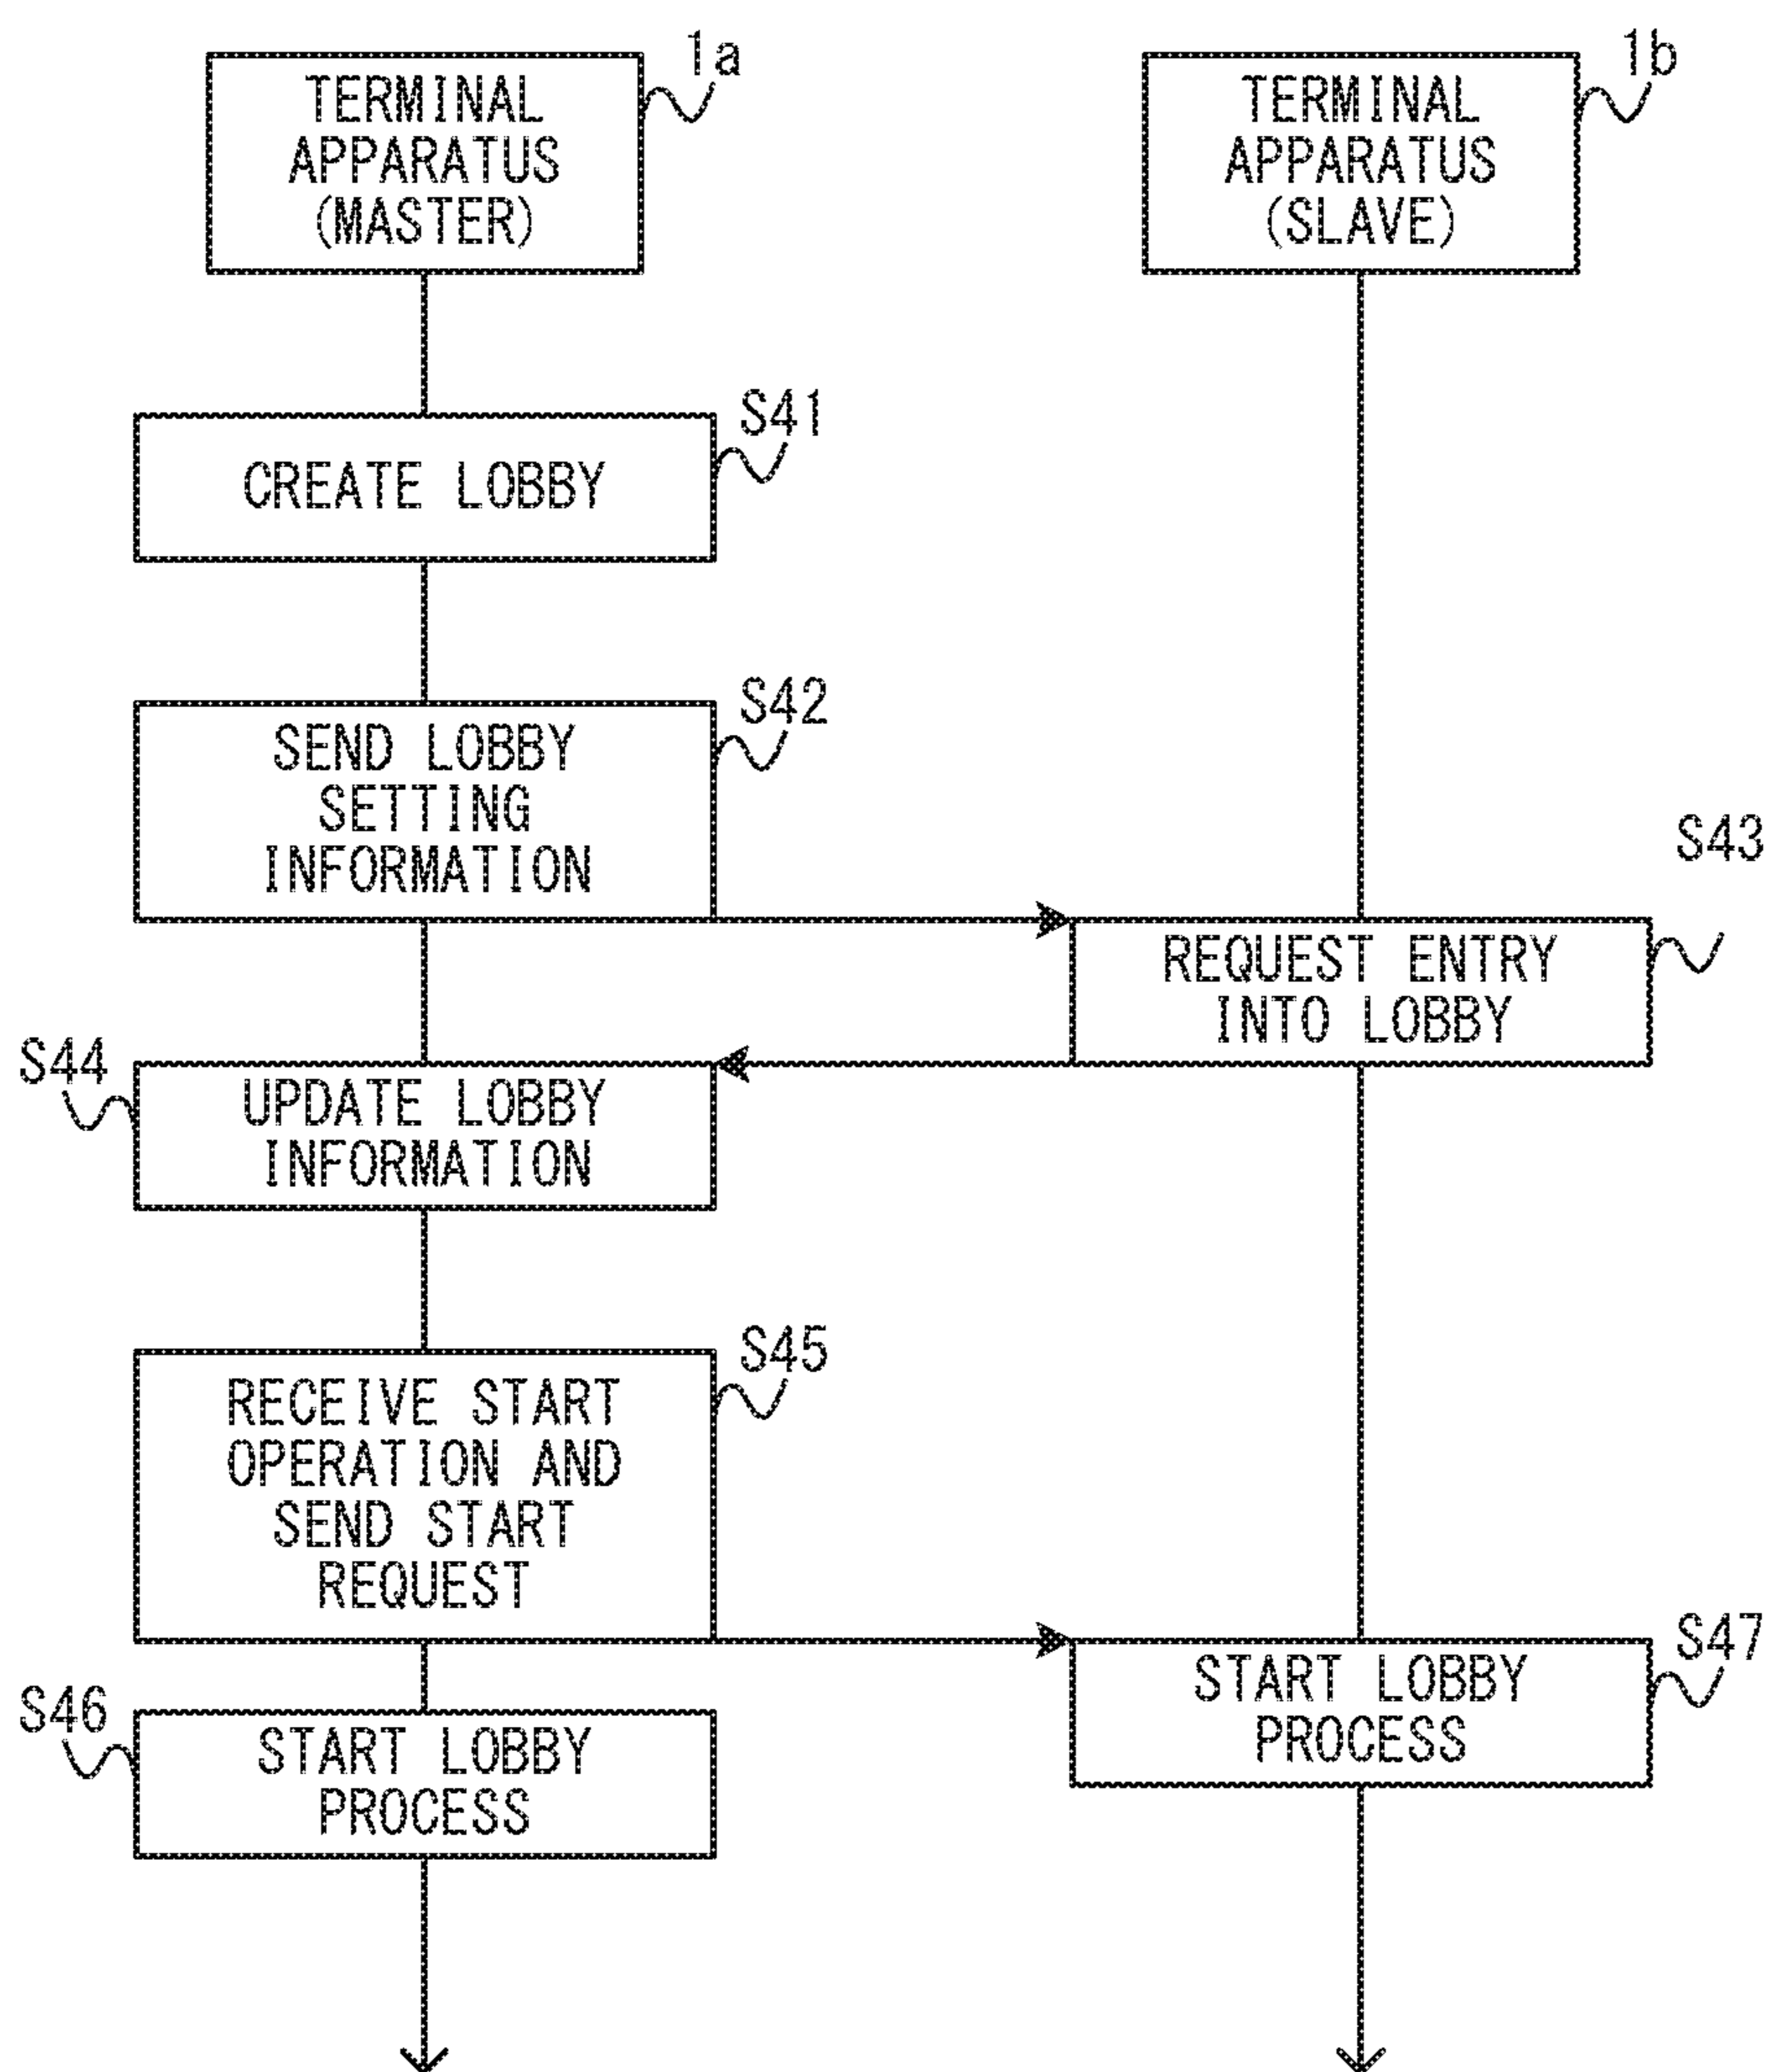 1a
TERMINAL
APPARATUS
(MASTER)
1b
TERMINAL
APPARATUS
(SLAVE)
S41
CREATE LOBBY
S42
SEND LOBBY
SETTING
INFORMATION
S43
REQUEST ENTRY
INTO LOBBY
S44
UPDATE LOBBY
INFORMATION
S45
RECEIVE START
OPERATION AND
SEND START
REQUEST
S47
START LOBBY
PROCESS
S46
START LOBBY
PROCESS